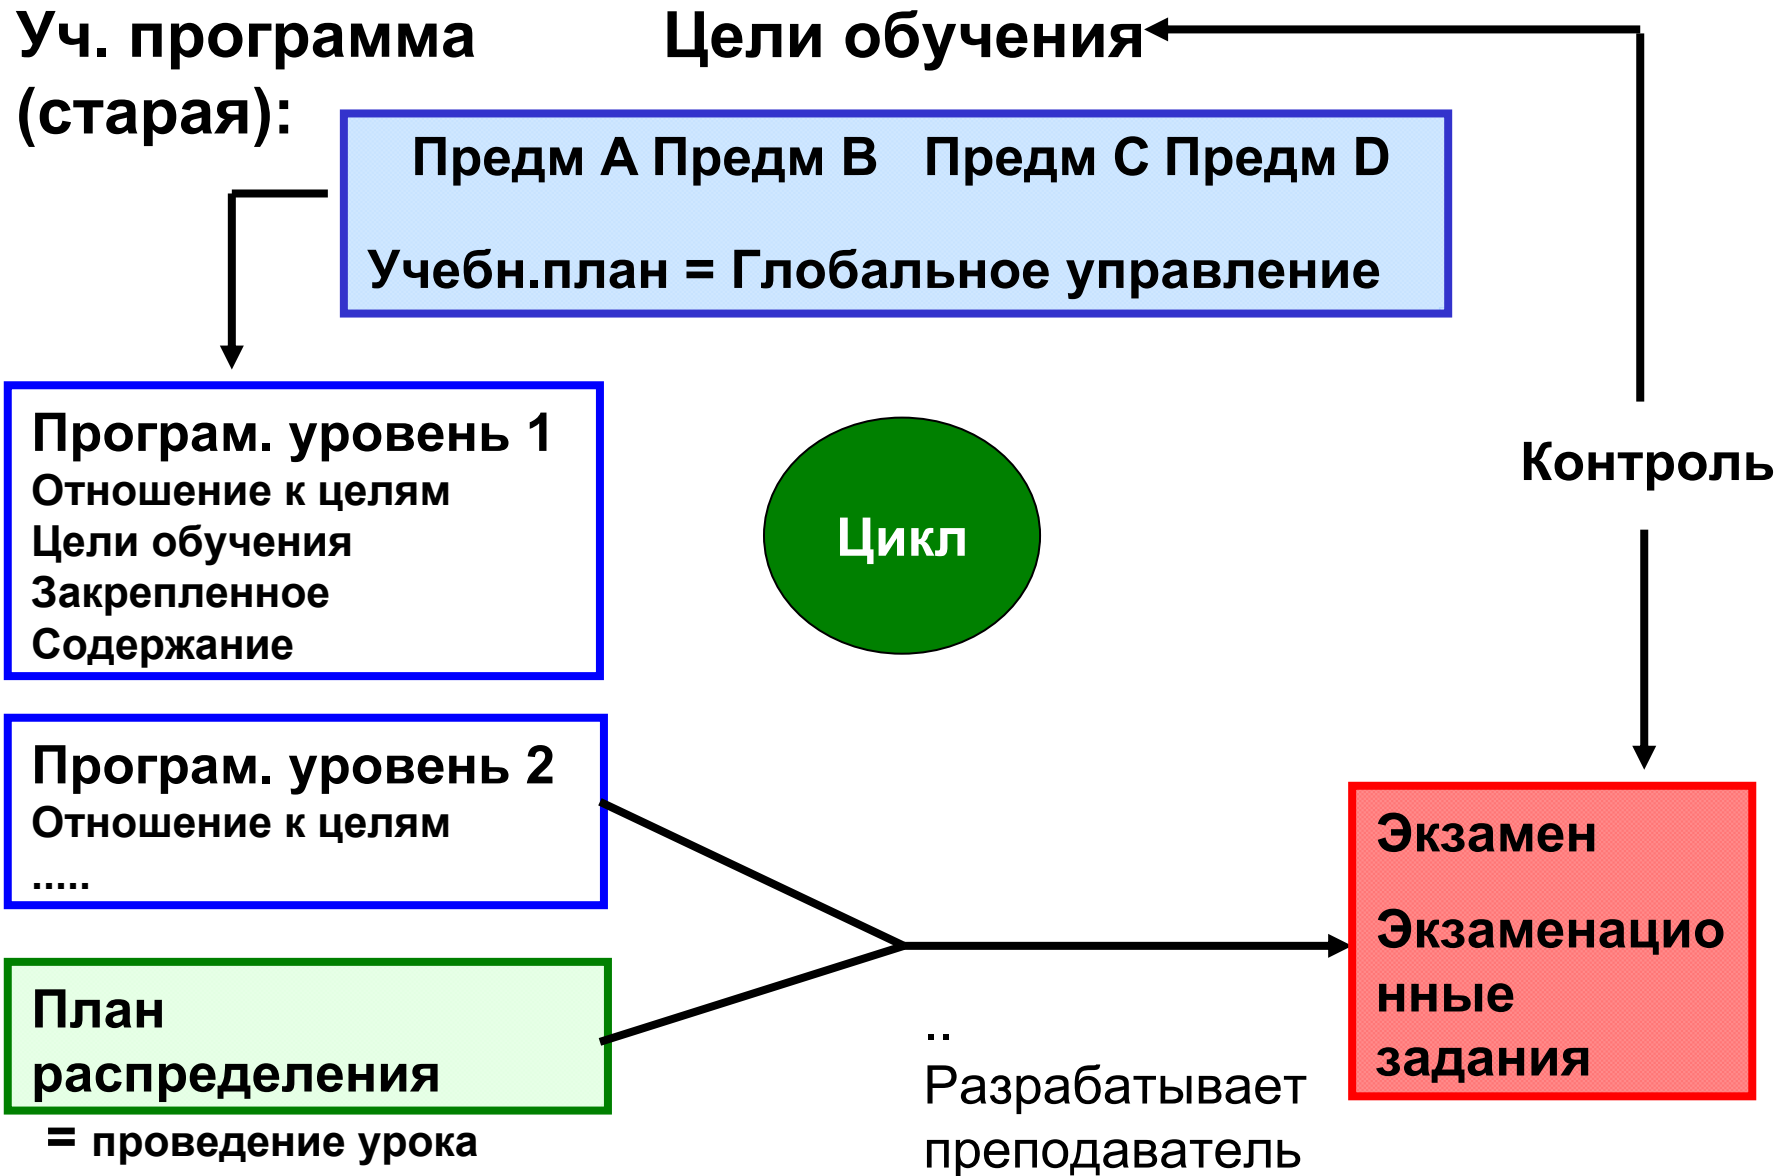 Уч. программа
(старая):
Цели обучения
Предм A Предм B Предм C Предм D
Учебн.план = Глобальное управление
Програм. уровень 1
Отношение к целям
Цели обучения
Закрепленное
Содержание
Цикл
Контроль
Програм. уровень 2
Отношение к целям
.....
Экзамен
Экзаменацио
нные
задания
План
распределения
= проведение урока
..
Разрабатывает
преподаватель